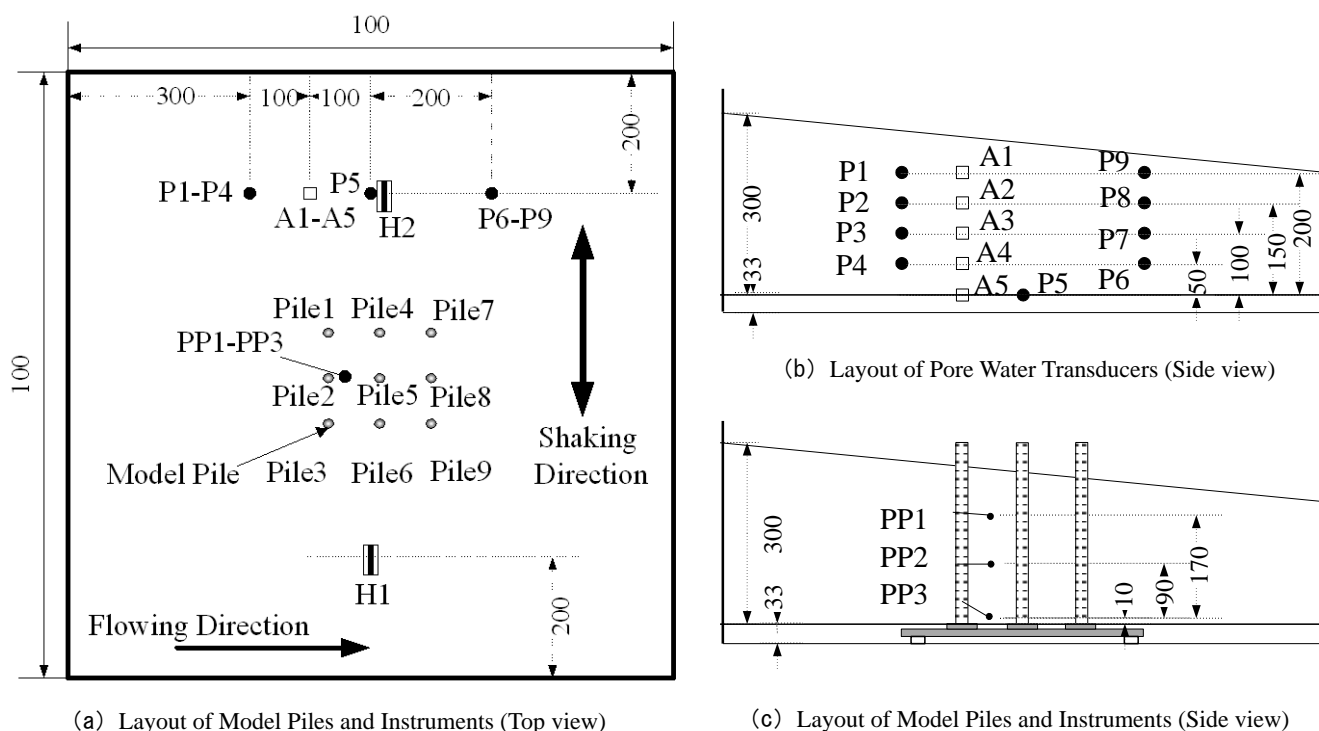 100
100
300
100
100
200
200
P1-P4
P5
A1-A5
H2
P6-P9
Pile1
Pile4
Pile7
PP1-PP3
Pile2
Pile5
Pile8
Model Pile
Pile3
Pile6
Pile9
Shaking
Direction
H1
200
Flowing Direction
(a) Layout of Model Piles and Instruments (Top view)
300
33
P1
P2
P3
P4
A1
A2
A3
A4
A5
P5
P9
P8
P7
P6
50
100
150
200
(b) Layout of Pore Water Transducers (Side view)
300
33
PP1
PP2
PP3
10
90
170
(c) Layout of Model Piles and Instruments (Side view)